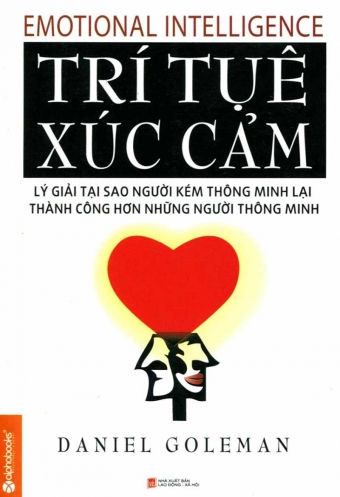 EMOTIONAL INTELLIGENCE
TRÍ TUỆ
XÚC CẢM
LÝ GIẢI TẠI SAO NGƯỜI KÉM THÔNG MINH LẠI
THÀNH CÔNG HƠN NHỮNG NGƯỜI THÔNG MINH
DANIEL GOLEMAN
alphabooks
NHÀ XUẤT BẢN
LAO ĐỘNG - XÃ HỘI